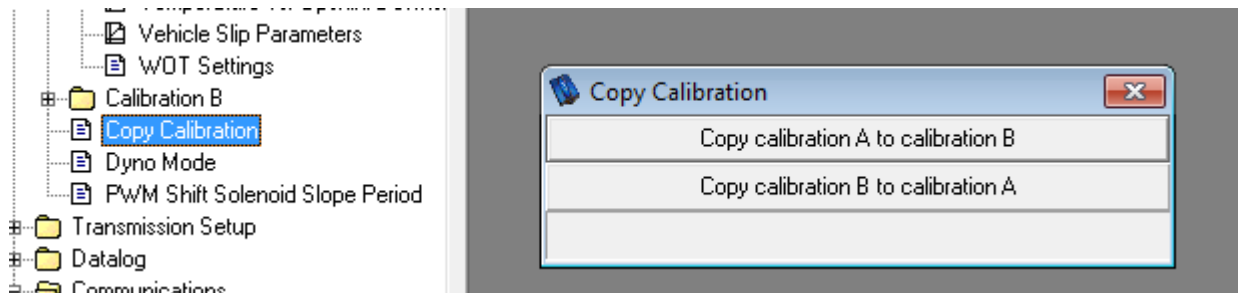 Vehicle Slip Parameters
WOT Settings
Calibration B
Copy Calibration
Dyno Mode
PWM Shift Solenoid Slope Period
Transmission Setup
Datalog
Communications
Copy Calibration
Copy calibration A to calibration B
Copy calibration B to calibration A